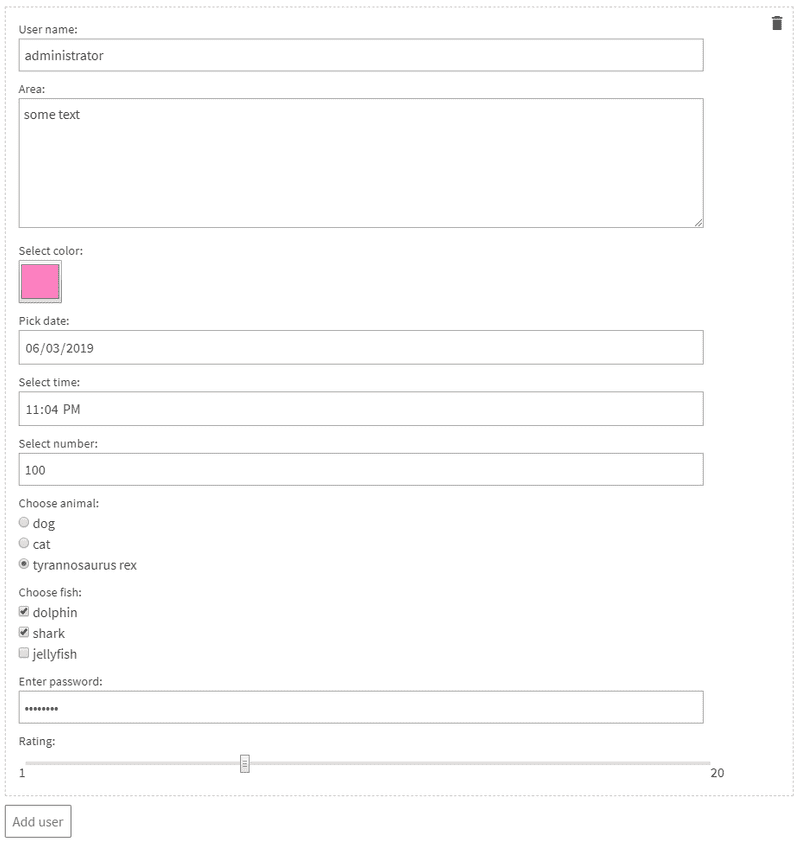 User name:
administrator
Area:
some text
Select color:
Pick date:
06/03/2019
Select time:
11:04 PM
Select number:
100
Choose animal:
dog
cat
tyrannosaurus rex
Choose fish:
dolphin
shark
jellyfish
Enter password:
••••••••
Rating:
1 20
Add user